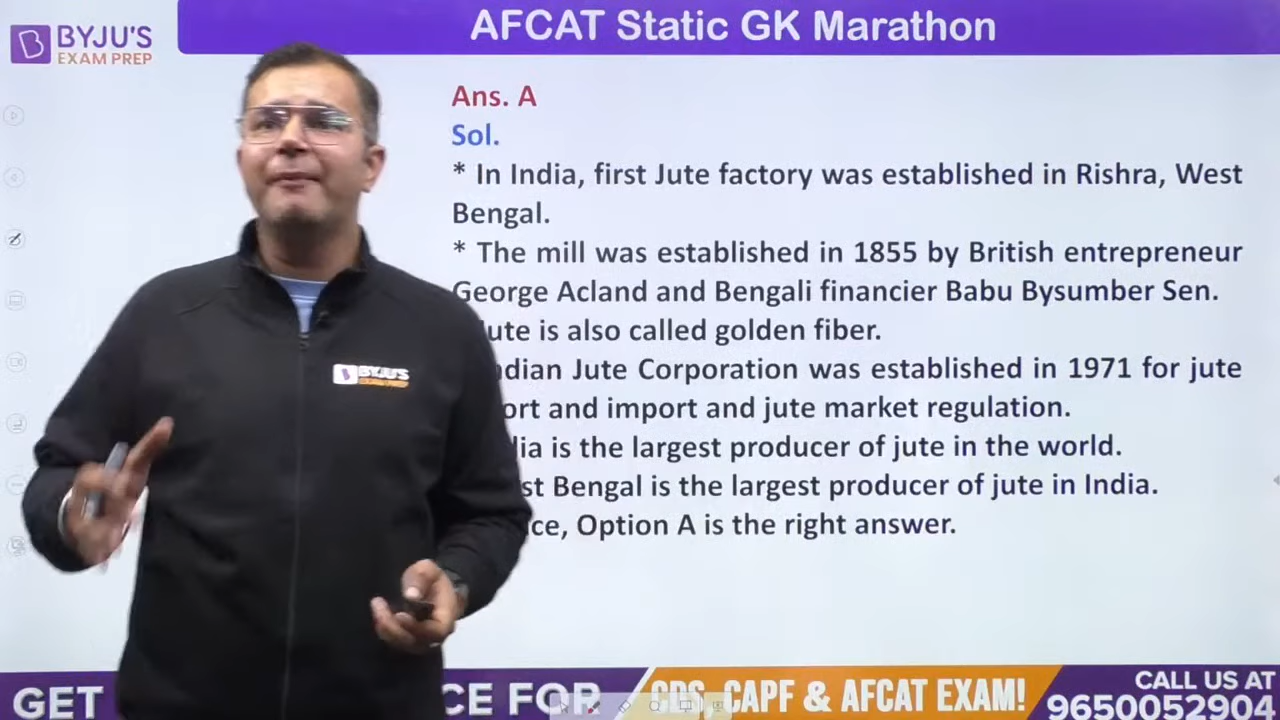 BYJU'S
EXAM PREP
AFCAT Static GK Marathon
Ans. A
Sol.
* In India, first Jute factory was established in Rishra, West
Bengal.
* The mill was established in 1855 by British entrepreneur
George Acland and Bengali financier Babu Bysumber Sen.
ute is also called golden fiber.
ndian Jute Corporation was established in 1971 for jute
ort and import and jute market regulation.
ia is the largest producer of jute in the world.
st Bengal is the largest producer of jute in India.
ce, Option A is the right answer.
BYJU'S
EXAM PREP
GET CE FOR CDS, CAPF & AFCAT EXAM!
CALL US AT
9650052904